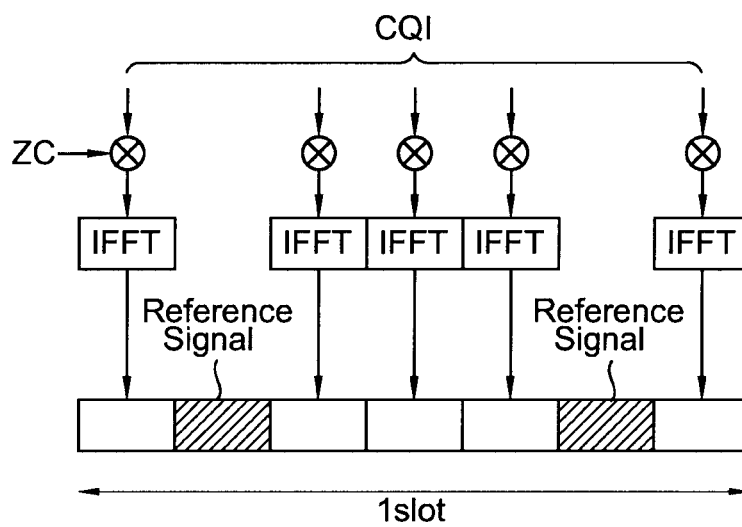 CQI
ZC
IFFT IFFT IFFT IFFT IFFT
Reference
Signal
Reference
Signal
1slot